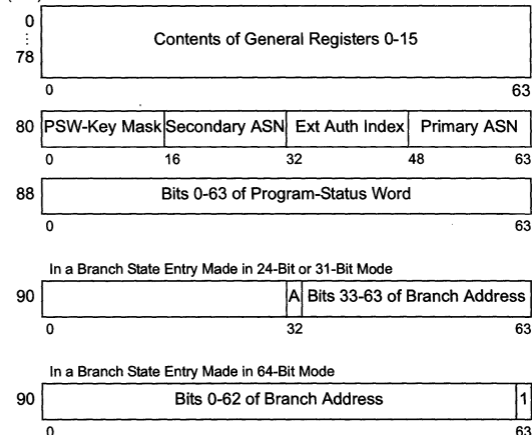 0
⋮
78
Contents of General Registers 0-15
0 63
80 PSW-Key Mask Secondary ASN Ext Auth Index Primary ASN
0 16 32 48 63
88 Bits 0-63 of Program-Status Word
0 63
In a Branch State Entry Made in 24-Bit or 31-Bit Mode
90 A Bits 33-63 of Branch Address
0 32 63
In a Branch State Entry Made in 64-Bit Mode
90 Bits 0-62 of Branch Address 1
0 63